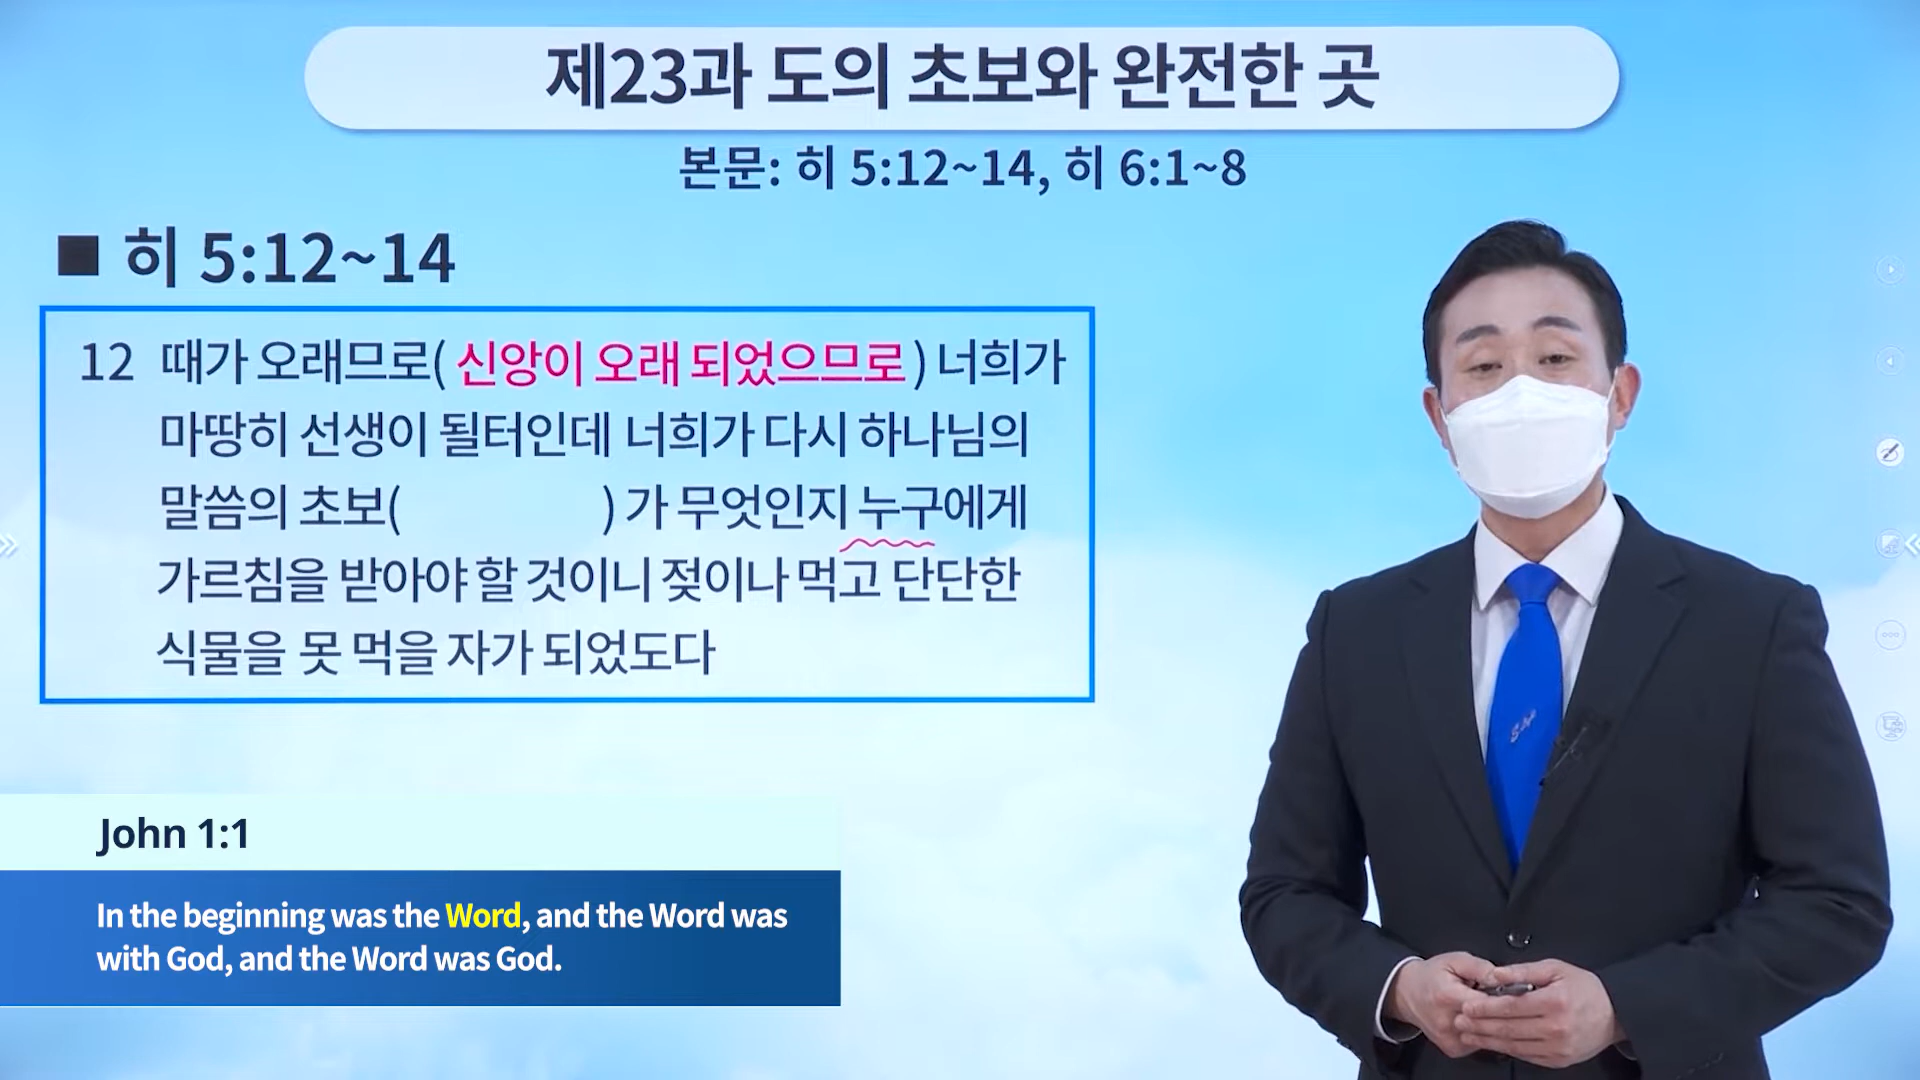 제23과 도의 초보와 완전한 곳
본문: 히 5:12~14, 히 6:1~8
■ 히 5:12~14
12 때가 오래므로( 신앙이 오래 되었으므로 ) 너희가
마땅히 선생이 될터인데 너희가 다시 하나님의
말씀의 초보( ) 가 무엇인지 누구에게
가르침을 받아야 할 것이니 젖이나 먹고 단단한
식물을 못 먹을 자가 되었도다
John 1:1
In the beginning was the Word, and the Word was
with God, and the Word was God.